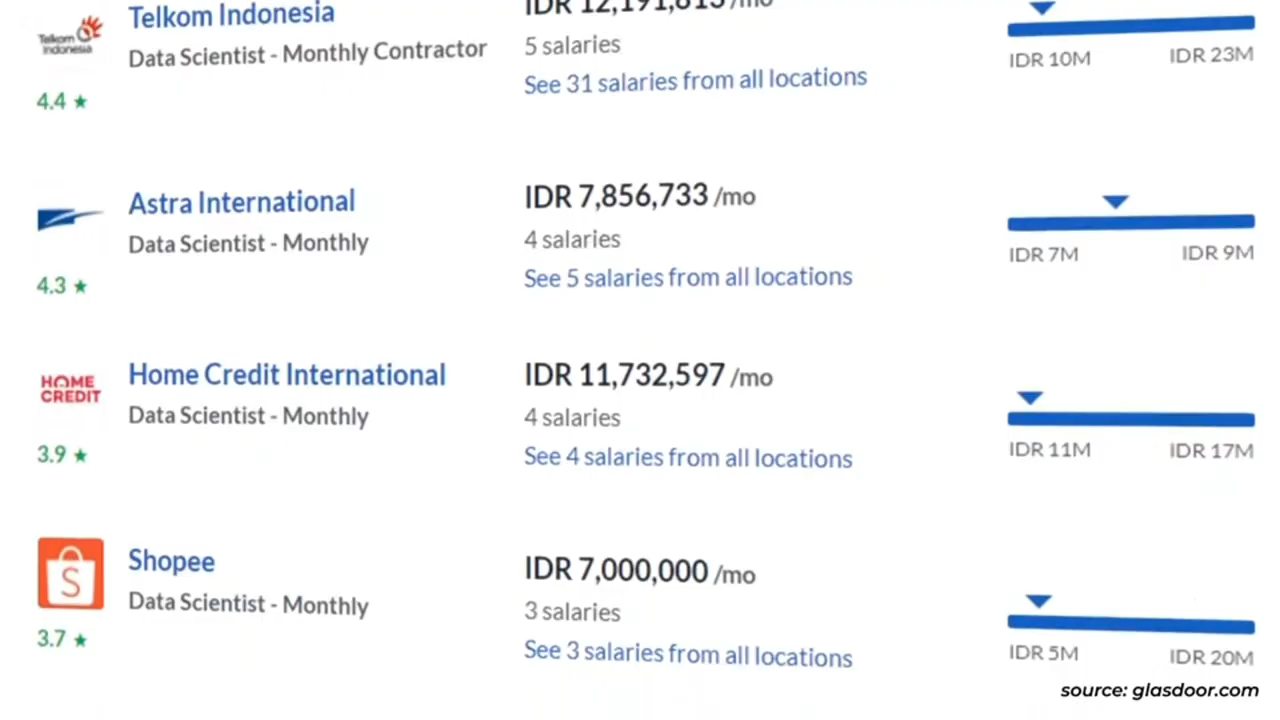 Telkom Indonesia
IDR 12,191,813 /mo
Telkom
Indonesia
Data Scientist - Monthly Contractor
5 salaries
IDR 10M IDR 23M
4.4 ★
See 31 salaries from all locations
Astra International
IDR 7,856,733 /mo
Data Scientist - Monthly
4 salaries
IDR 7M IDR 9M
4.3 ★
See 5 salaries from all locations
Home Credit International
IDR 11,732,597 /mo
HOME
CREDIT
Data Scientist - Monthly
4 salaries
IDR 11M IDR 17M
3.9 ★
See 4 salaries from all locations
Shopee
IDR 7,000,000 /mo
S
Data Scientist - Monthly
3 salaries
IDR 5M IDR 20M
3.7 ★
See 3 salaries from all locations
source: glasdoor.com